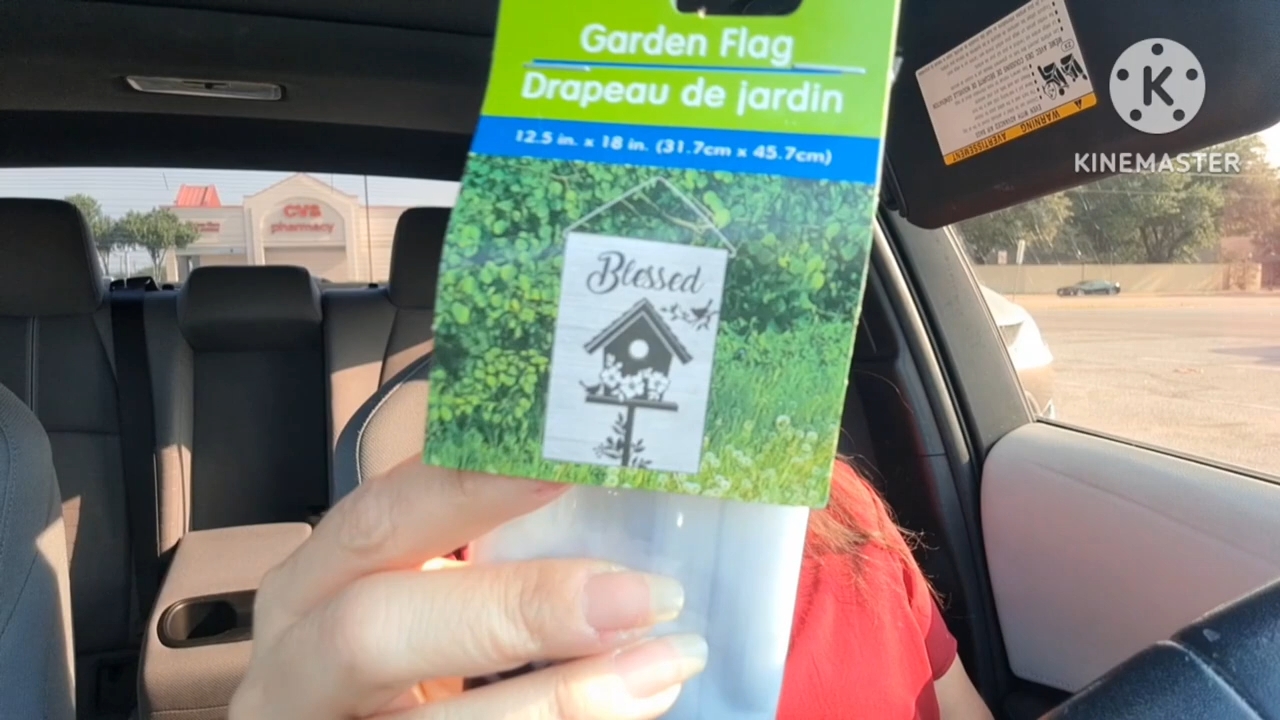 Garden Flag
Drapeau de jardin
12.5 in. x 18 in. (31.7cm x 45.7cm)
Blessed
CVS
pharmacy
WARNING
AVERTISSEMENT
K
KINEMASTER